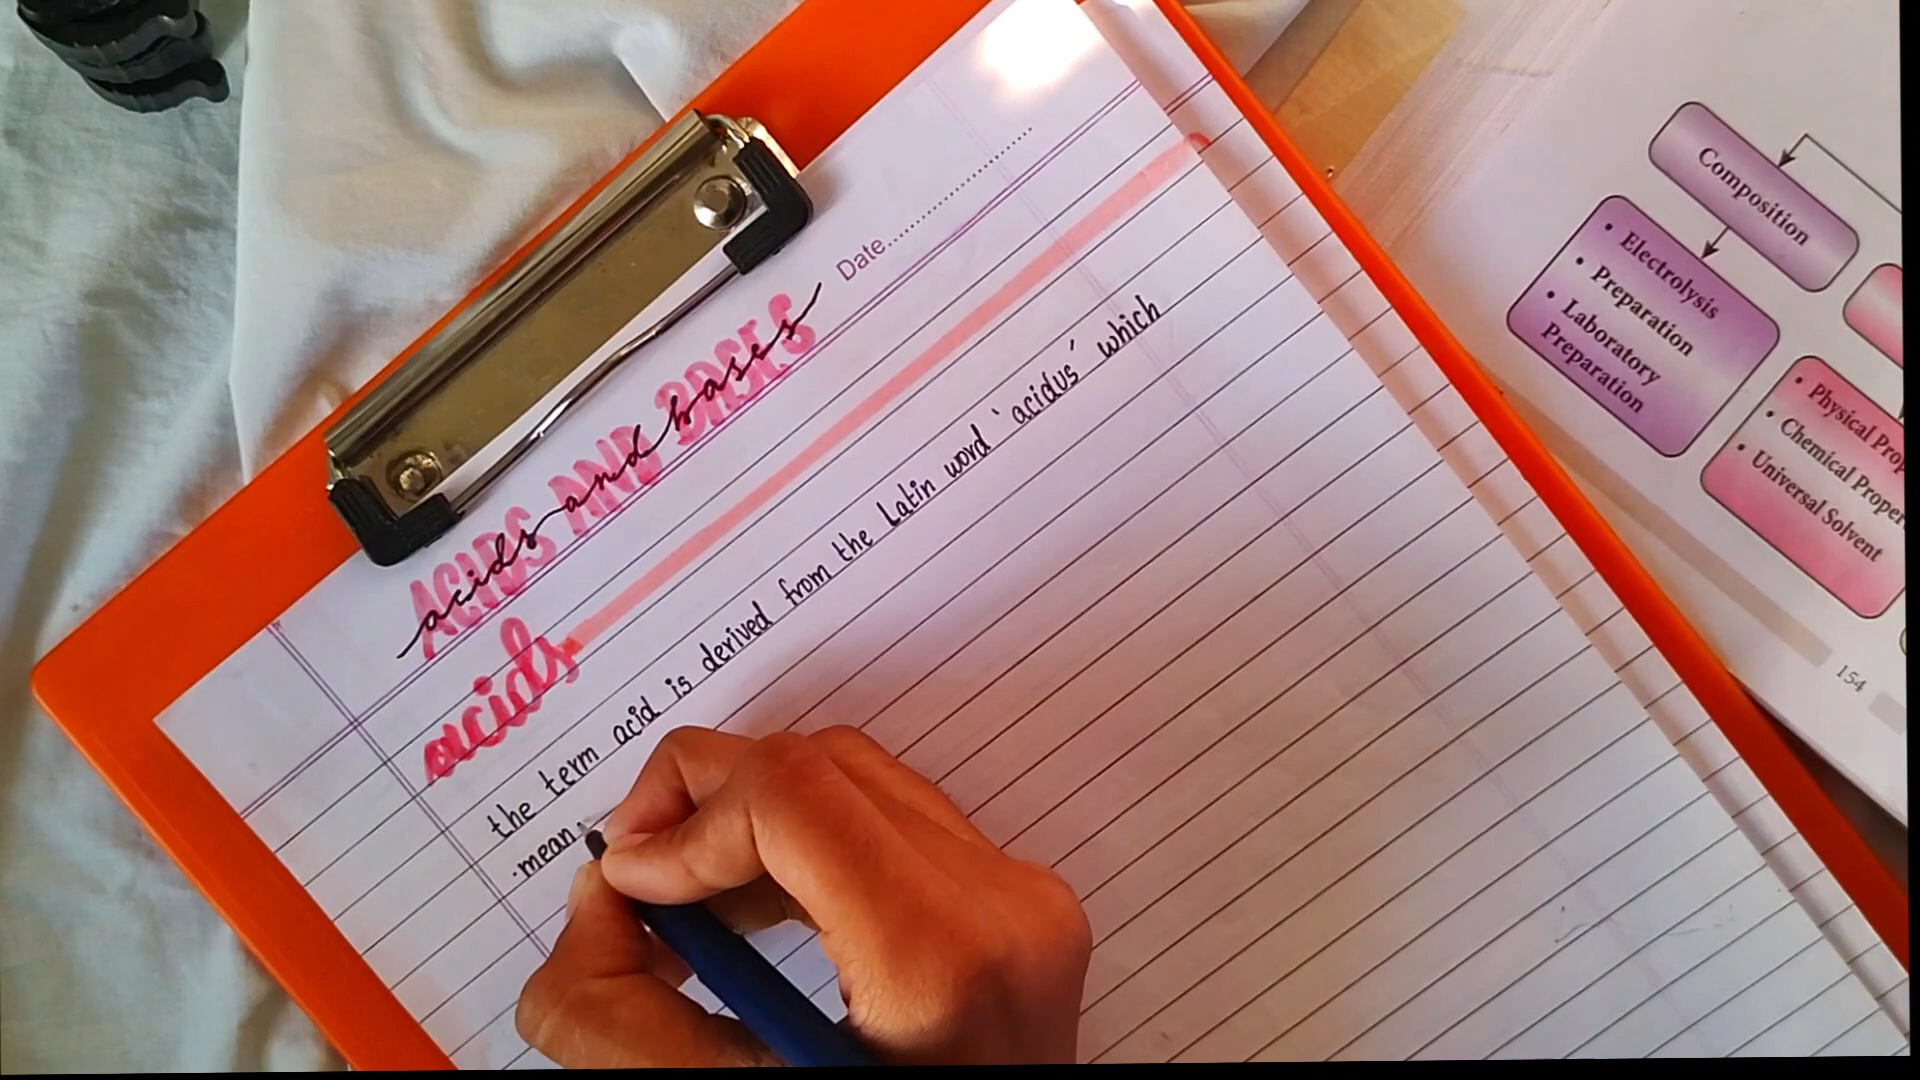 Date
ACIDS AND BASES
acids and bases
acids
the term acid is derived from the Latin word 'acidus' which
mean
Composition
• Electrolysis
• Preparation
• Laboratory
Preparation
• Physical Prop
• Chemical Proper
• Universal Solvent
154